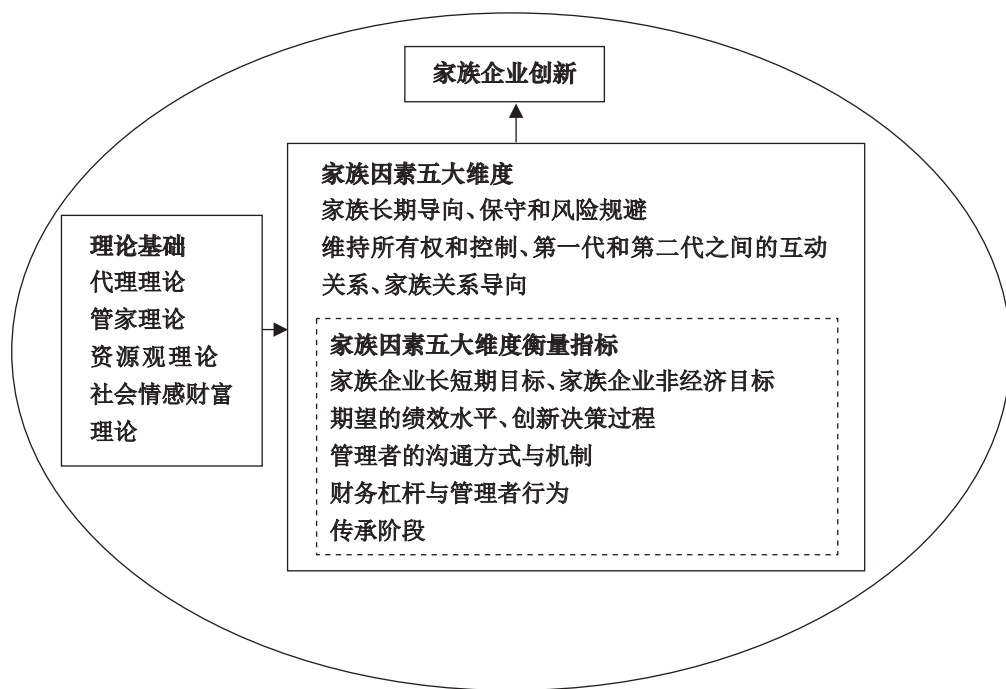 家族企业创新
理论基础
代理理论
管家理论
资源观理论
社会情感财富
理论
家族因素五大维度
家族长期导向、保守和风险规避
维持所有权和控制、第一代和第二代之间的互动
关系、家族关系导向
家族因素五大维度衡量指标
家族企业长短期目标、家族企业非经济目标
期望的绩效水平、创新决策过程
管理者的沟通方式与机制
财务杠杆与管理者行为
传承阶段